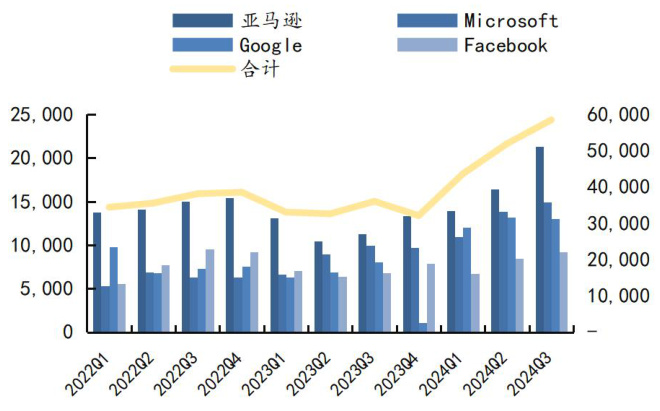 亚马逊 Microsoft
Google Facebook
合计
25,000 60,000
20,000 50,000
15,000 40,000
10,000 30,000
5,000 20,000
0 10,000
-
2022Q1 2022Q2 2022Q3 2022Q4 2023Q1 2023Q2 2023Q3 2023Q4 2024Q1 2024Q2 2024Q3